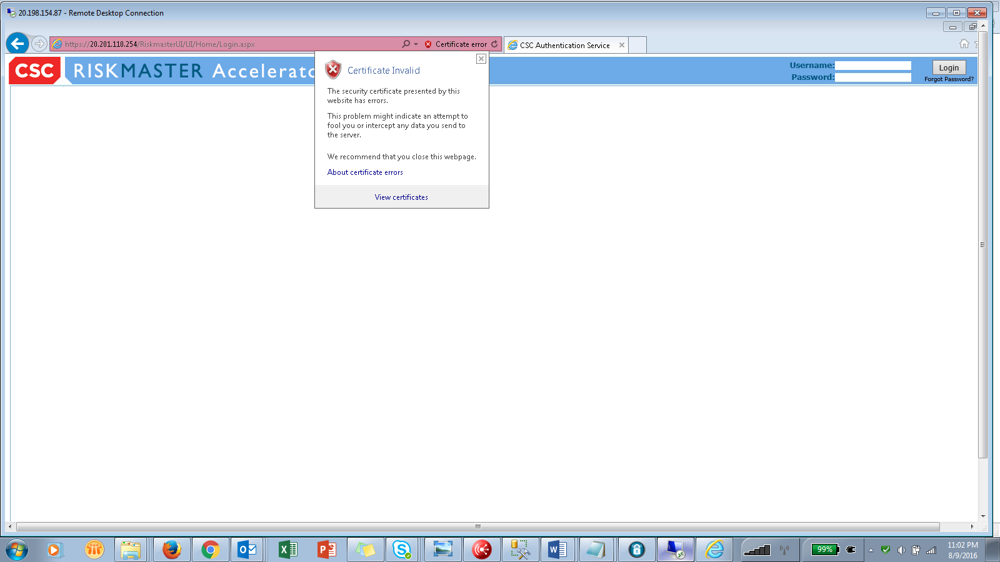 20.198.154.87 - Remote Desktop Connection
https://20.201.110.254/RiskmasterUI/UI/Home/Login.aspx
Certificate error
CSC Authentication Service
CSC
RISKMASTER Accelerato
Username:
Login
Password:
Forgot Password?
Certificate Invalid
The security certificate presented by this
website has errors.
This problem might indicate an attempt to
fool you or intercept any data you send to
the server.
We recommend that you close this webpage.
About certificate errors
View certificates
99%
11:02 PM
8/9/2016